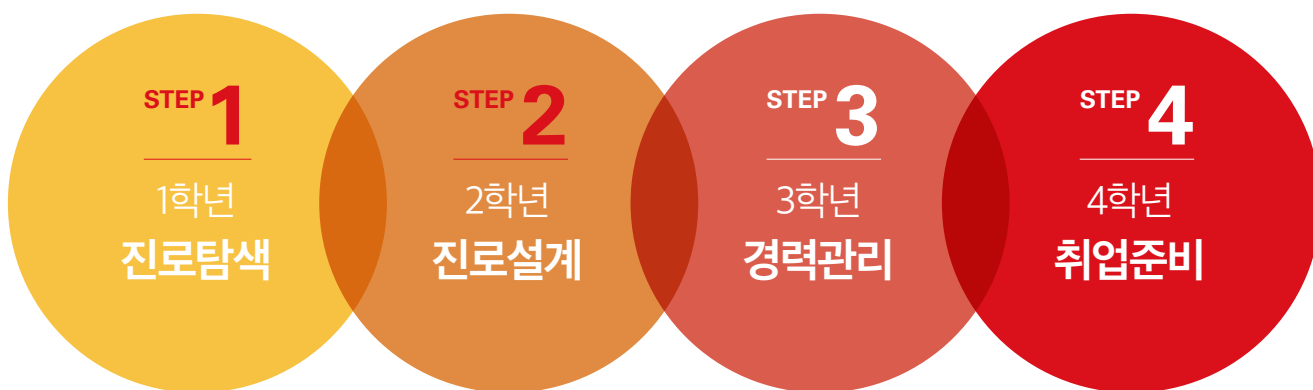 STEP 1
1학년
진로탐색
STEP 2
2학년
진로설계
STEP 3
3학년
경력관리
STEP 4
4학년
취업준비